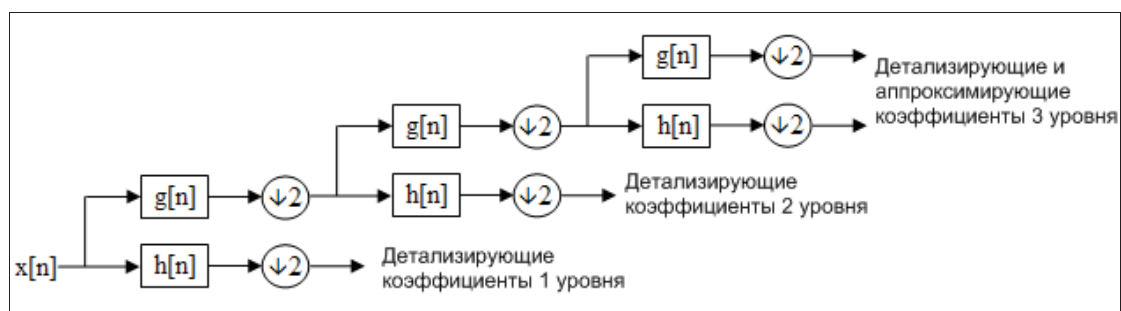 g[n]
↓2
Детализирующие и
аппроксимирующие
коэффициенты 3 уровня
g[n]
↓2
h[n]
↓2
g[n]
↓2
h[n]
↓2
Детализирующие
коэффициенты 2 уровня
x[n]
h[n]
↓2
Детализирующие
коэффициенты 1 уровня